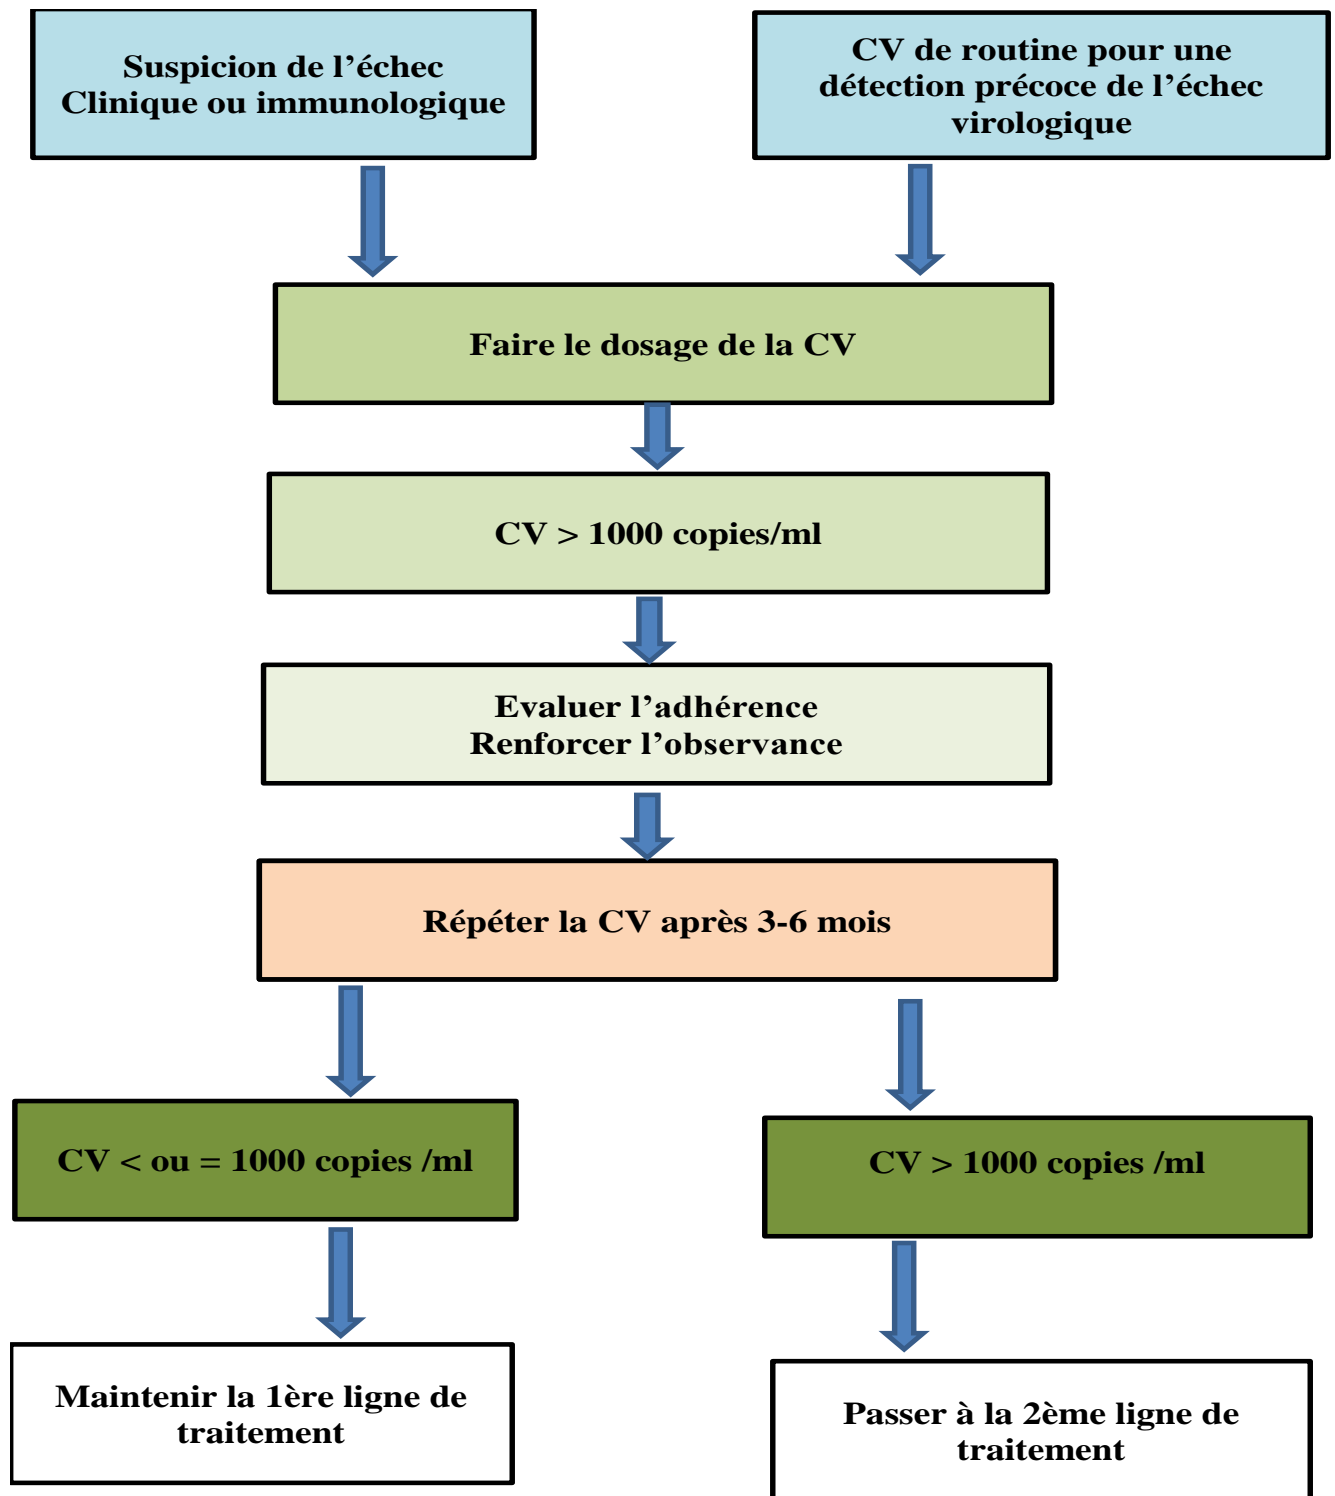 Suspicion de l’échec
Clinique ou immunologique
CV de routine pour une
détection précoce de l’échec
virologique
Faire le dosage de la CV
CV > 1000 copies/ml
Evaluer l’adhérence
Renforcer l’observance
Répéter la CV après 3-6 mois
CV < ou = 1000 copies /ml
CV > 1000 copies /ml
Maintenir la 1ère ligne de
traitement
Passer à la 2ème ligne de
traitement